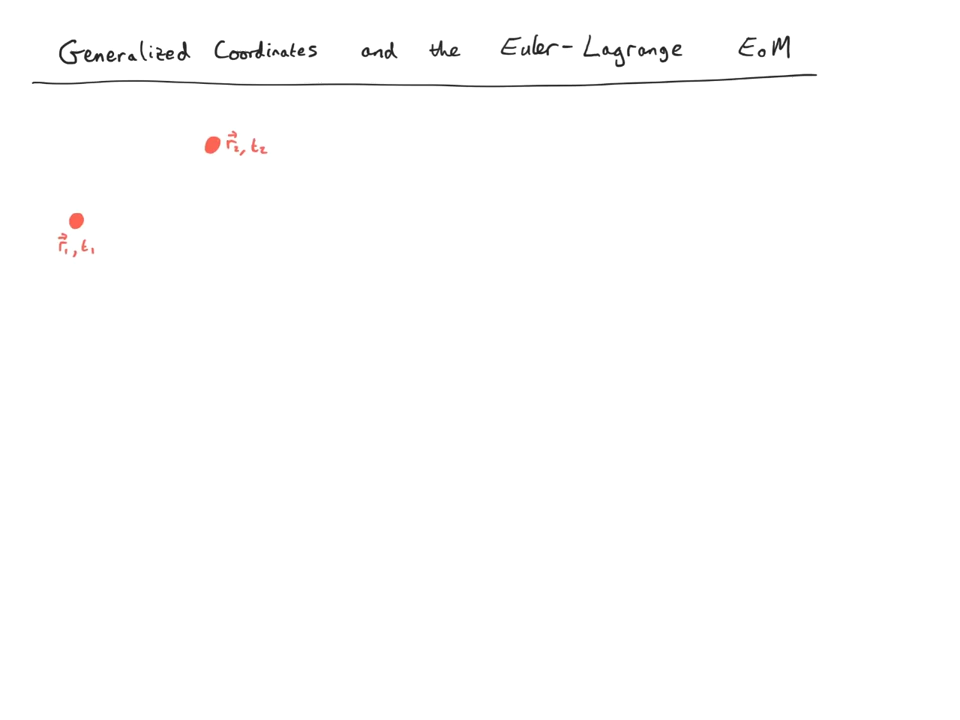 Generalized Coordinates and the Euler-Lagrange EoM
r⃗₂, t₂
r⃗₁, t₁